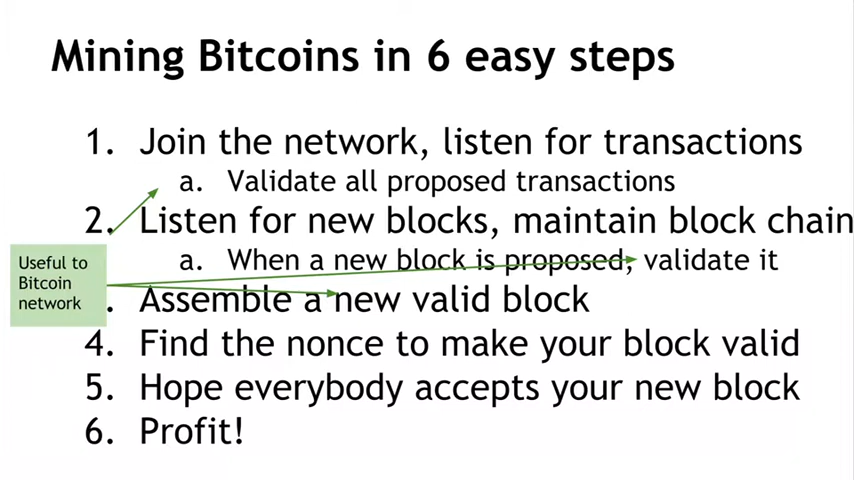 Mining Bitcoins in 6 easy steps
1. Join the network, listen for transactions
a. Validate all proposed transactions
2. Listen for new blocks, maintain block chain
a. When a new block is proposed, validate it
. Assemble a new valid block
4. Find the nonce to make your block valid
5. Hope everybody accepts your new block
6. Profit!
Useful to
Bitcoin
network